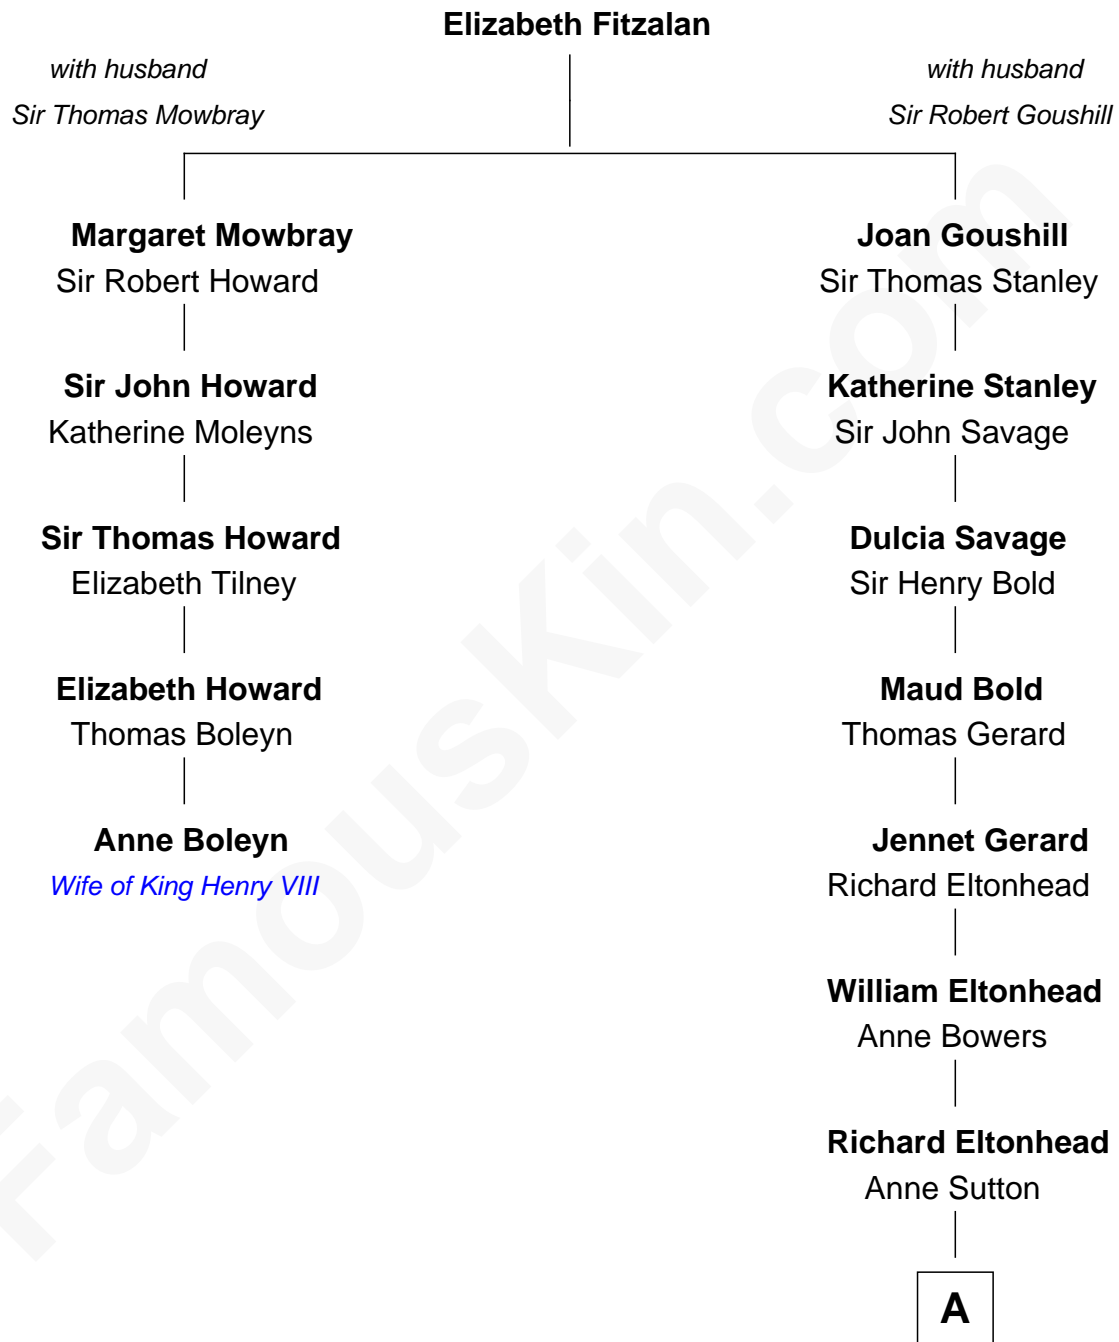 Elizabeth Fitzalan
with husband
Sir Thomas Mowbray
with husband
Sir Robert Goushill
Margaret Mowbray
Sir Robert Howard
Sir John Howard
Katherine Moleyns
Sir Thomas Howard
Elizabeth Tilney
Elizabeth Howard
Thomas Boleyn
Anne Boleyn
Wife of King Henry VIII
Joan Goushill
Sir Thomas Stanley
Katherine Stanley
Sir John Savage
Dulcia Savage
Sir Henry Bold
Maud Bold
Thomas Gerard
Jennet Gerard
Richard Eltonhead
William Eltonhead
Anne Bowers
Richard Eltonhead
Anne Sutton
A
FamousKin.com